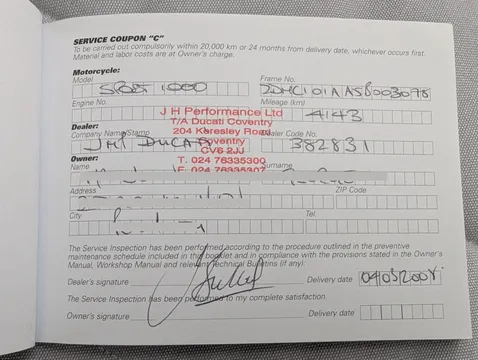 SERVICE COUPON "C"
To be carried out compulsorily within 20,000 km or 24 months from delivery date, whichever occurs first.
Material and labor costs are at Owner's charge.
Motorcycle:
Model
Frame No.
1000
Engine No.
Mileage (km)
4143
J H Performance Ltd
T/A Ducati Coventry
Dealer:
204 Keresley Road
Dealer Code No.
Company Name/Stamp
Coventry
JHP DUCATI
382831
CV6 2JJ
Owner:
T. 024 76335300
Name
Surname
F. 024 76335307
Address
ZIP Code
City
Tel.
The Service Inspection has been performed according to the procedure outlined in the preventive
maintenance schedule included in this booklet and in compliance with the provisions stated in the Owner's
Manual, Workshop Manual and relevant Technical Bulletins (if any):
Dealer's signature
Delivery date
The Service Inspection has been performed to my complete satisfaction.
Owner's signature
Delivery date